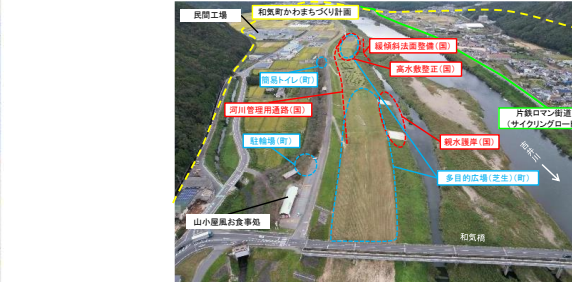 民間工場
和気町かわまちづくり計画
緩傾斜法面整備(国)
高水敷整正(国)
簡易トイレ(町)
河川管理用通路(国)
片鉄ロマン街道
(サイクリングロー
駐輪場(町)
親水護岸(国)
吉井川
多目的広場(芝生)(町)
山小屋風お食事処
和気橋